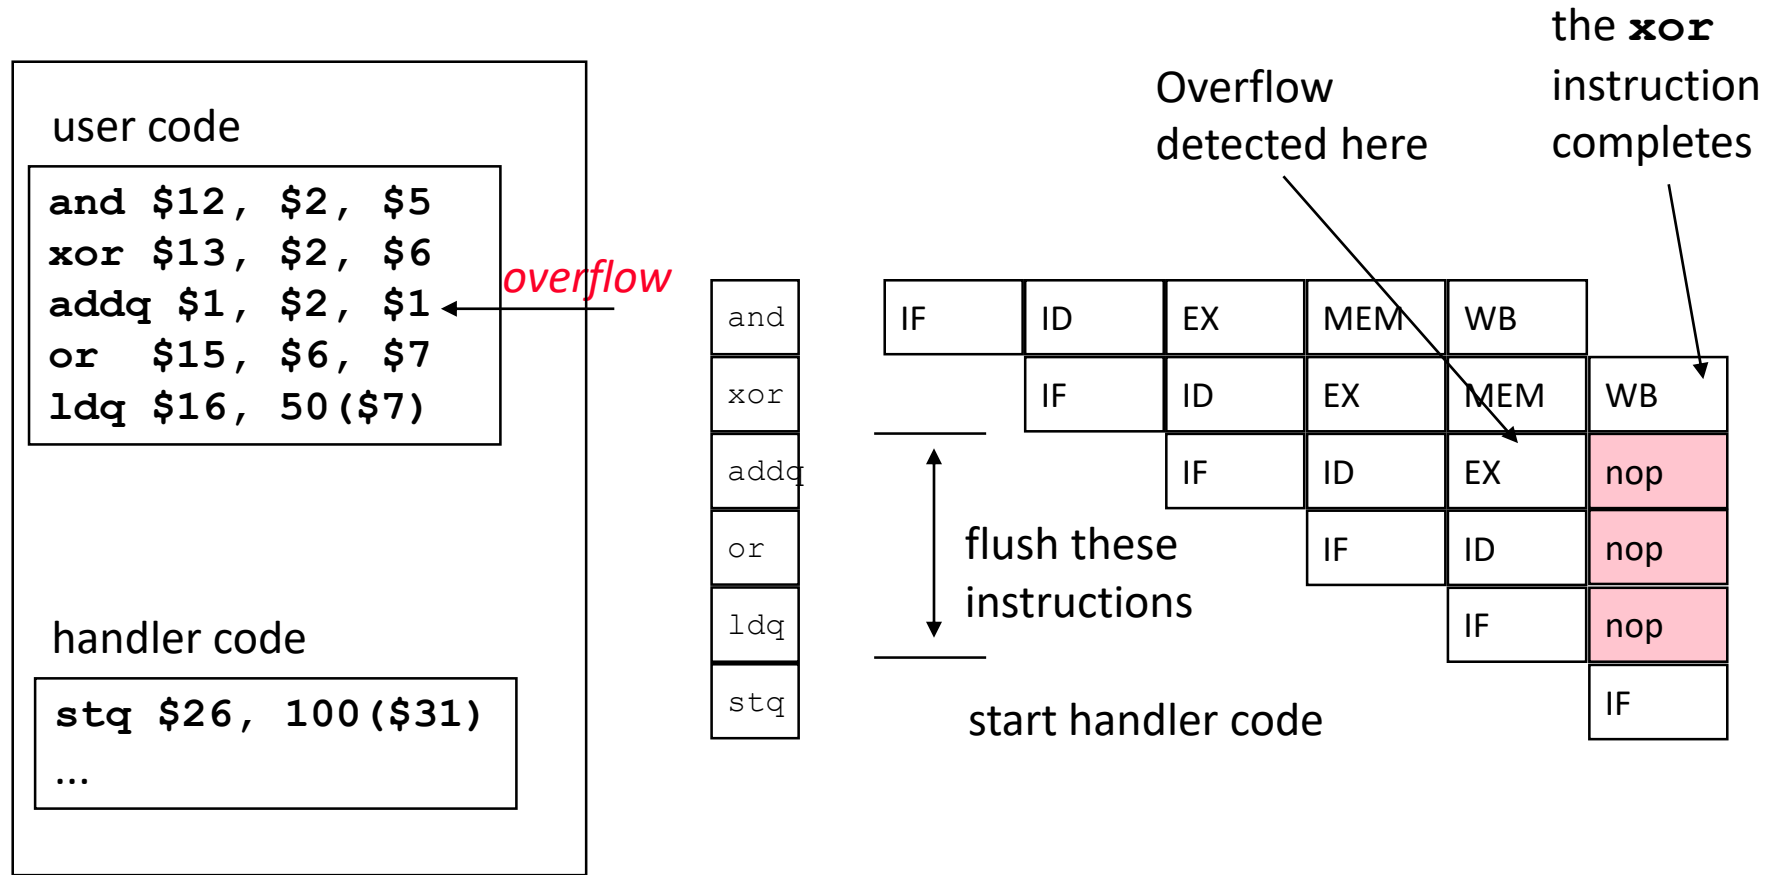 the xor
instruction
completes
Overflow
detected here
user code
and $12, $2, $5
xor $13, $2, $6
addq $1, $2, $1
or $15, $6, $7
ldq $16, 50($7)
overflow
handler code
stq $26, 100($31)
...
and IF ID EX MEM WB
xor IF ID EX MEM WB
addq IF ID EX nop
or IF ID nop
ldq IF nop
stq IF
flush these
instructions
start handler code